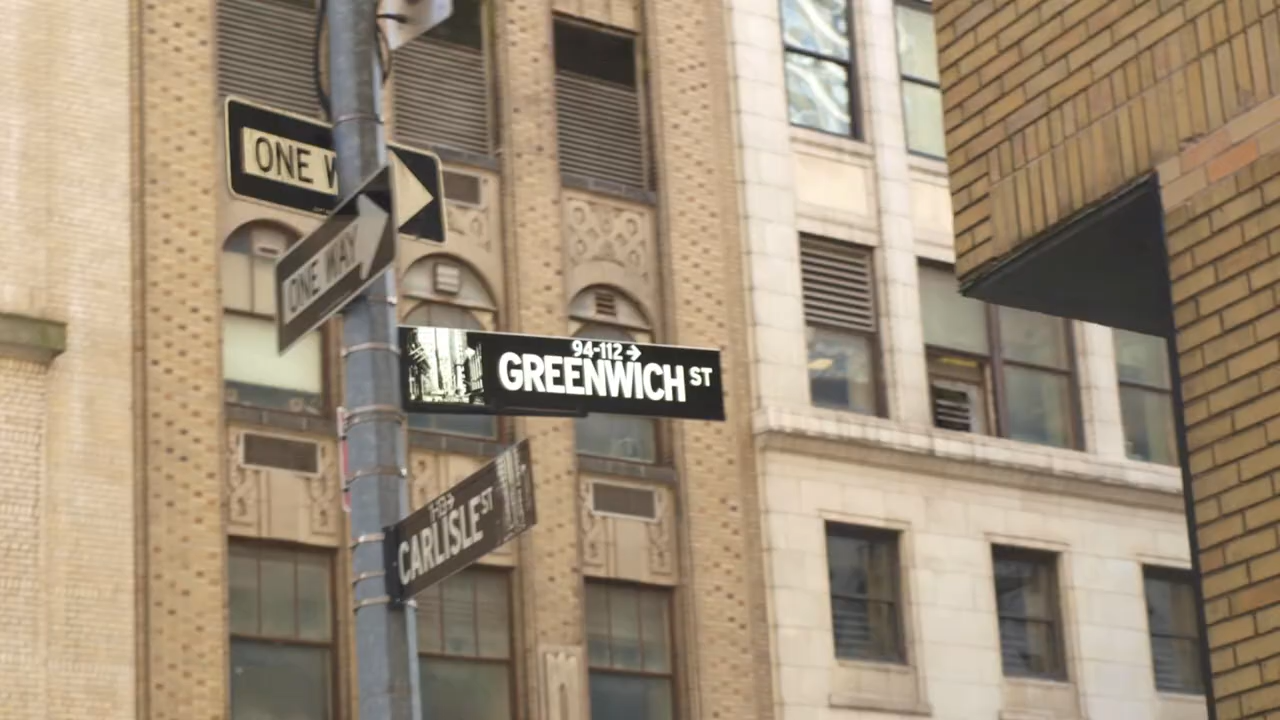 ONE W
ONE WAY
94-112 →
GREENWICH ST
CARLISLE ST